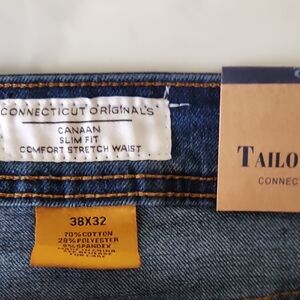 CONNECTICUT ORIGINALS
CANAAN
SLIM FIT
COMFORT STRETCH WAIST
TAILO
CONNEC
38X32
70%COTTON
28%POLYESTER
2%SPANDEX